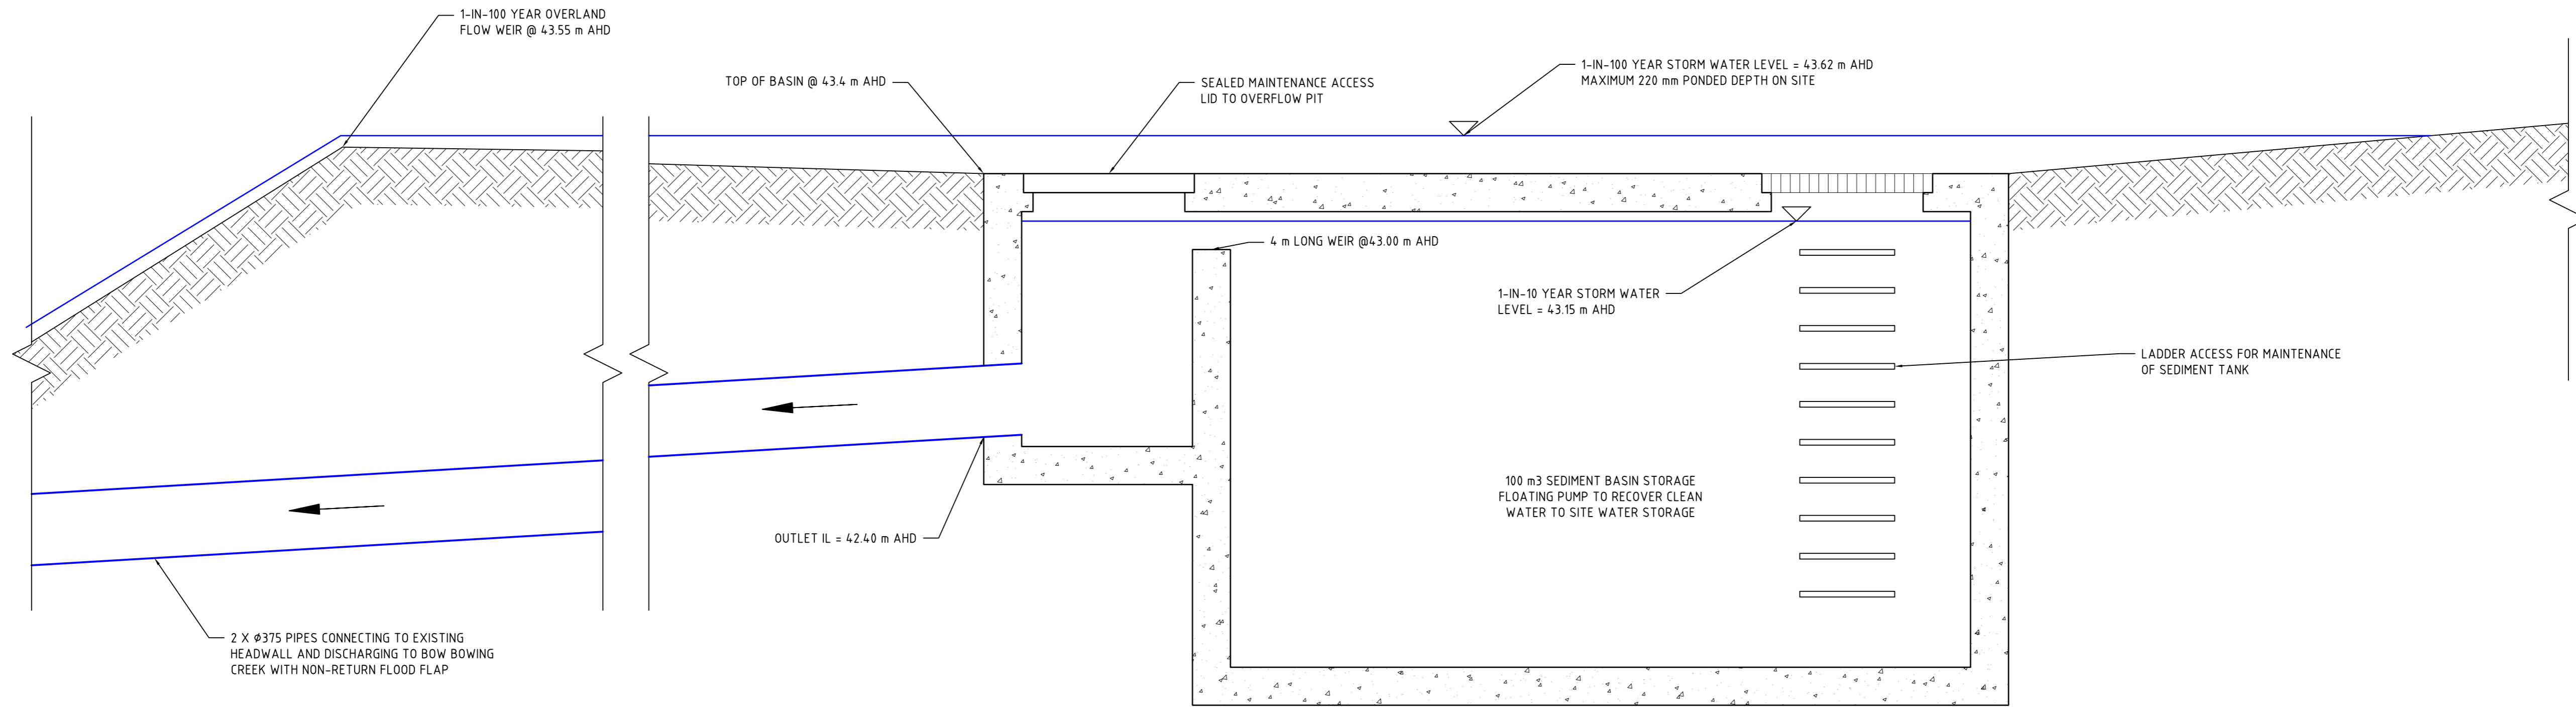 1-IN-100 YEAR OVERLAND
FLOW WEIR @ 43.55 m AHD
TOP OF BASIN @ 43.4 m AHD
SEALED MAINTENANCE ACCESS
LID TO OVERFLOW PIT
1-IN-100 YEAR STORM WATER LEVEL = 43.62 m AHD
MAXIMUM 220 mm PONDED DEPTH ON SITE
4 m LONG WEIR @43.00 m AHD
1-IN-10 YEAR STORM WATER
LEVEL = 43.15 m AHD
LADDER ACCESS FOR MAINTENANCE
OF SEDIMENT TANK
100 m3 SEDIMENT BASIN STORAGE
FLOATING PUMP TO RECOVER CLEAN
WATER TO SITE WATER STORAGE
OUTLET IL = 42.40 m AHD
2 X Ø375 PIPES CONNECTING TO EXISTING
HEADWALL AND DISCHARGING TO BOW BOWING
CREEK WITH NON-RETURN FLOOD FLAP